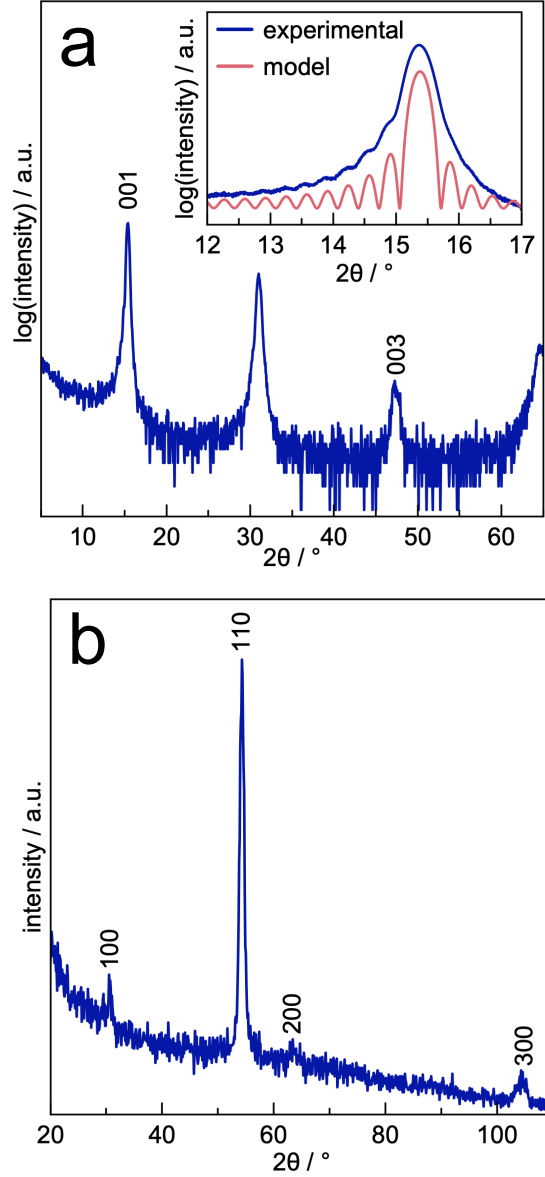 a
experimental
model
log(intensity) / a.u.
12 13 14 15 16 17
2θ / °
001
003
log(intensity) / a.u.
10 20 30 40 50 60
2θ / °
b
110
100
200
300
intensity / a.u.
20 40 60 80 100
2θ / °